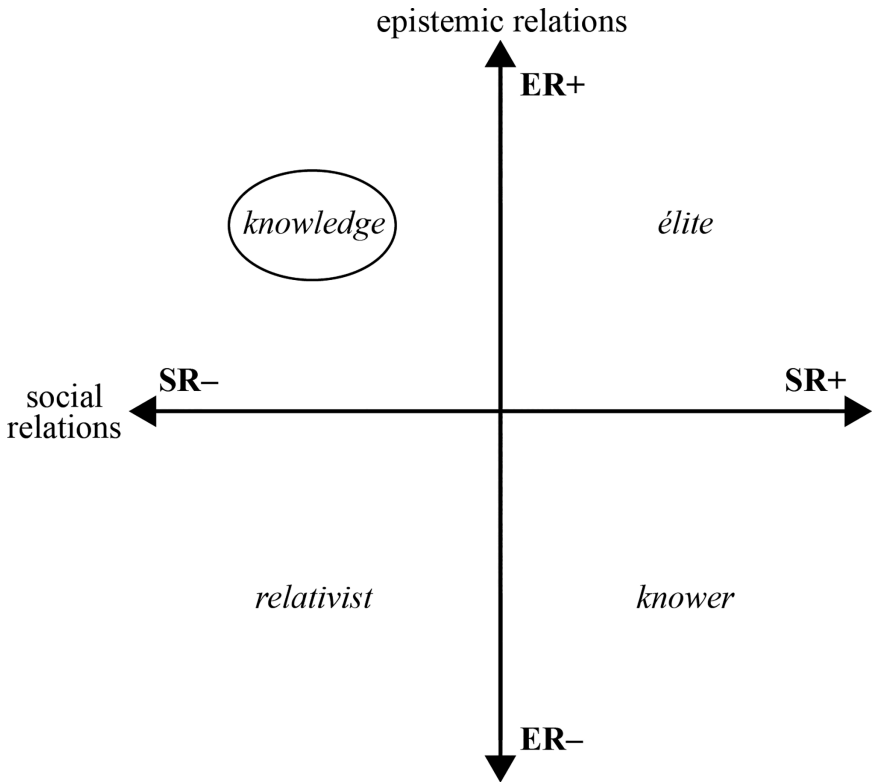 epistemic relations
ER+
knowledge
élite
SR–
SR+
social
relations
relativist
knower
ER–